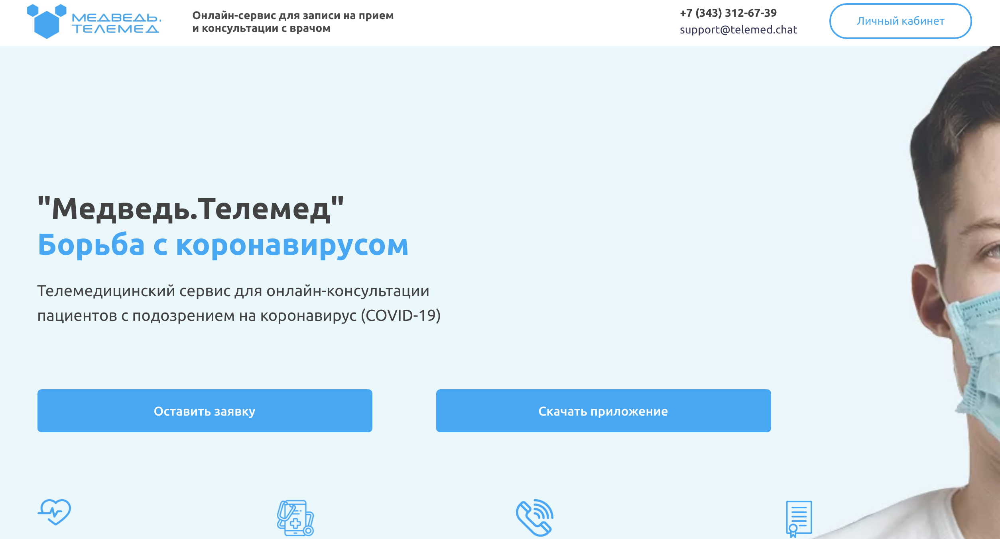 МЕДВЕДЬ.
ТЕЛЕМЕД
Онлайн-сервис для записи на прием
и консультации с врачом
+7 (343) 312-67-39
support@telemed.chat
Личный кабинет
"Медведь.Телемед"
Борьба с коронавирусом
Телемедицинский сервис для онлайн-консультации
пациентов с подозрением на коронавирус (COVID-19)
Оставить заявку
Скачать приложение